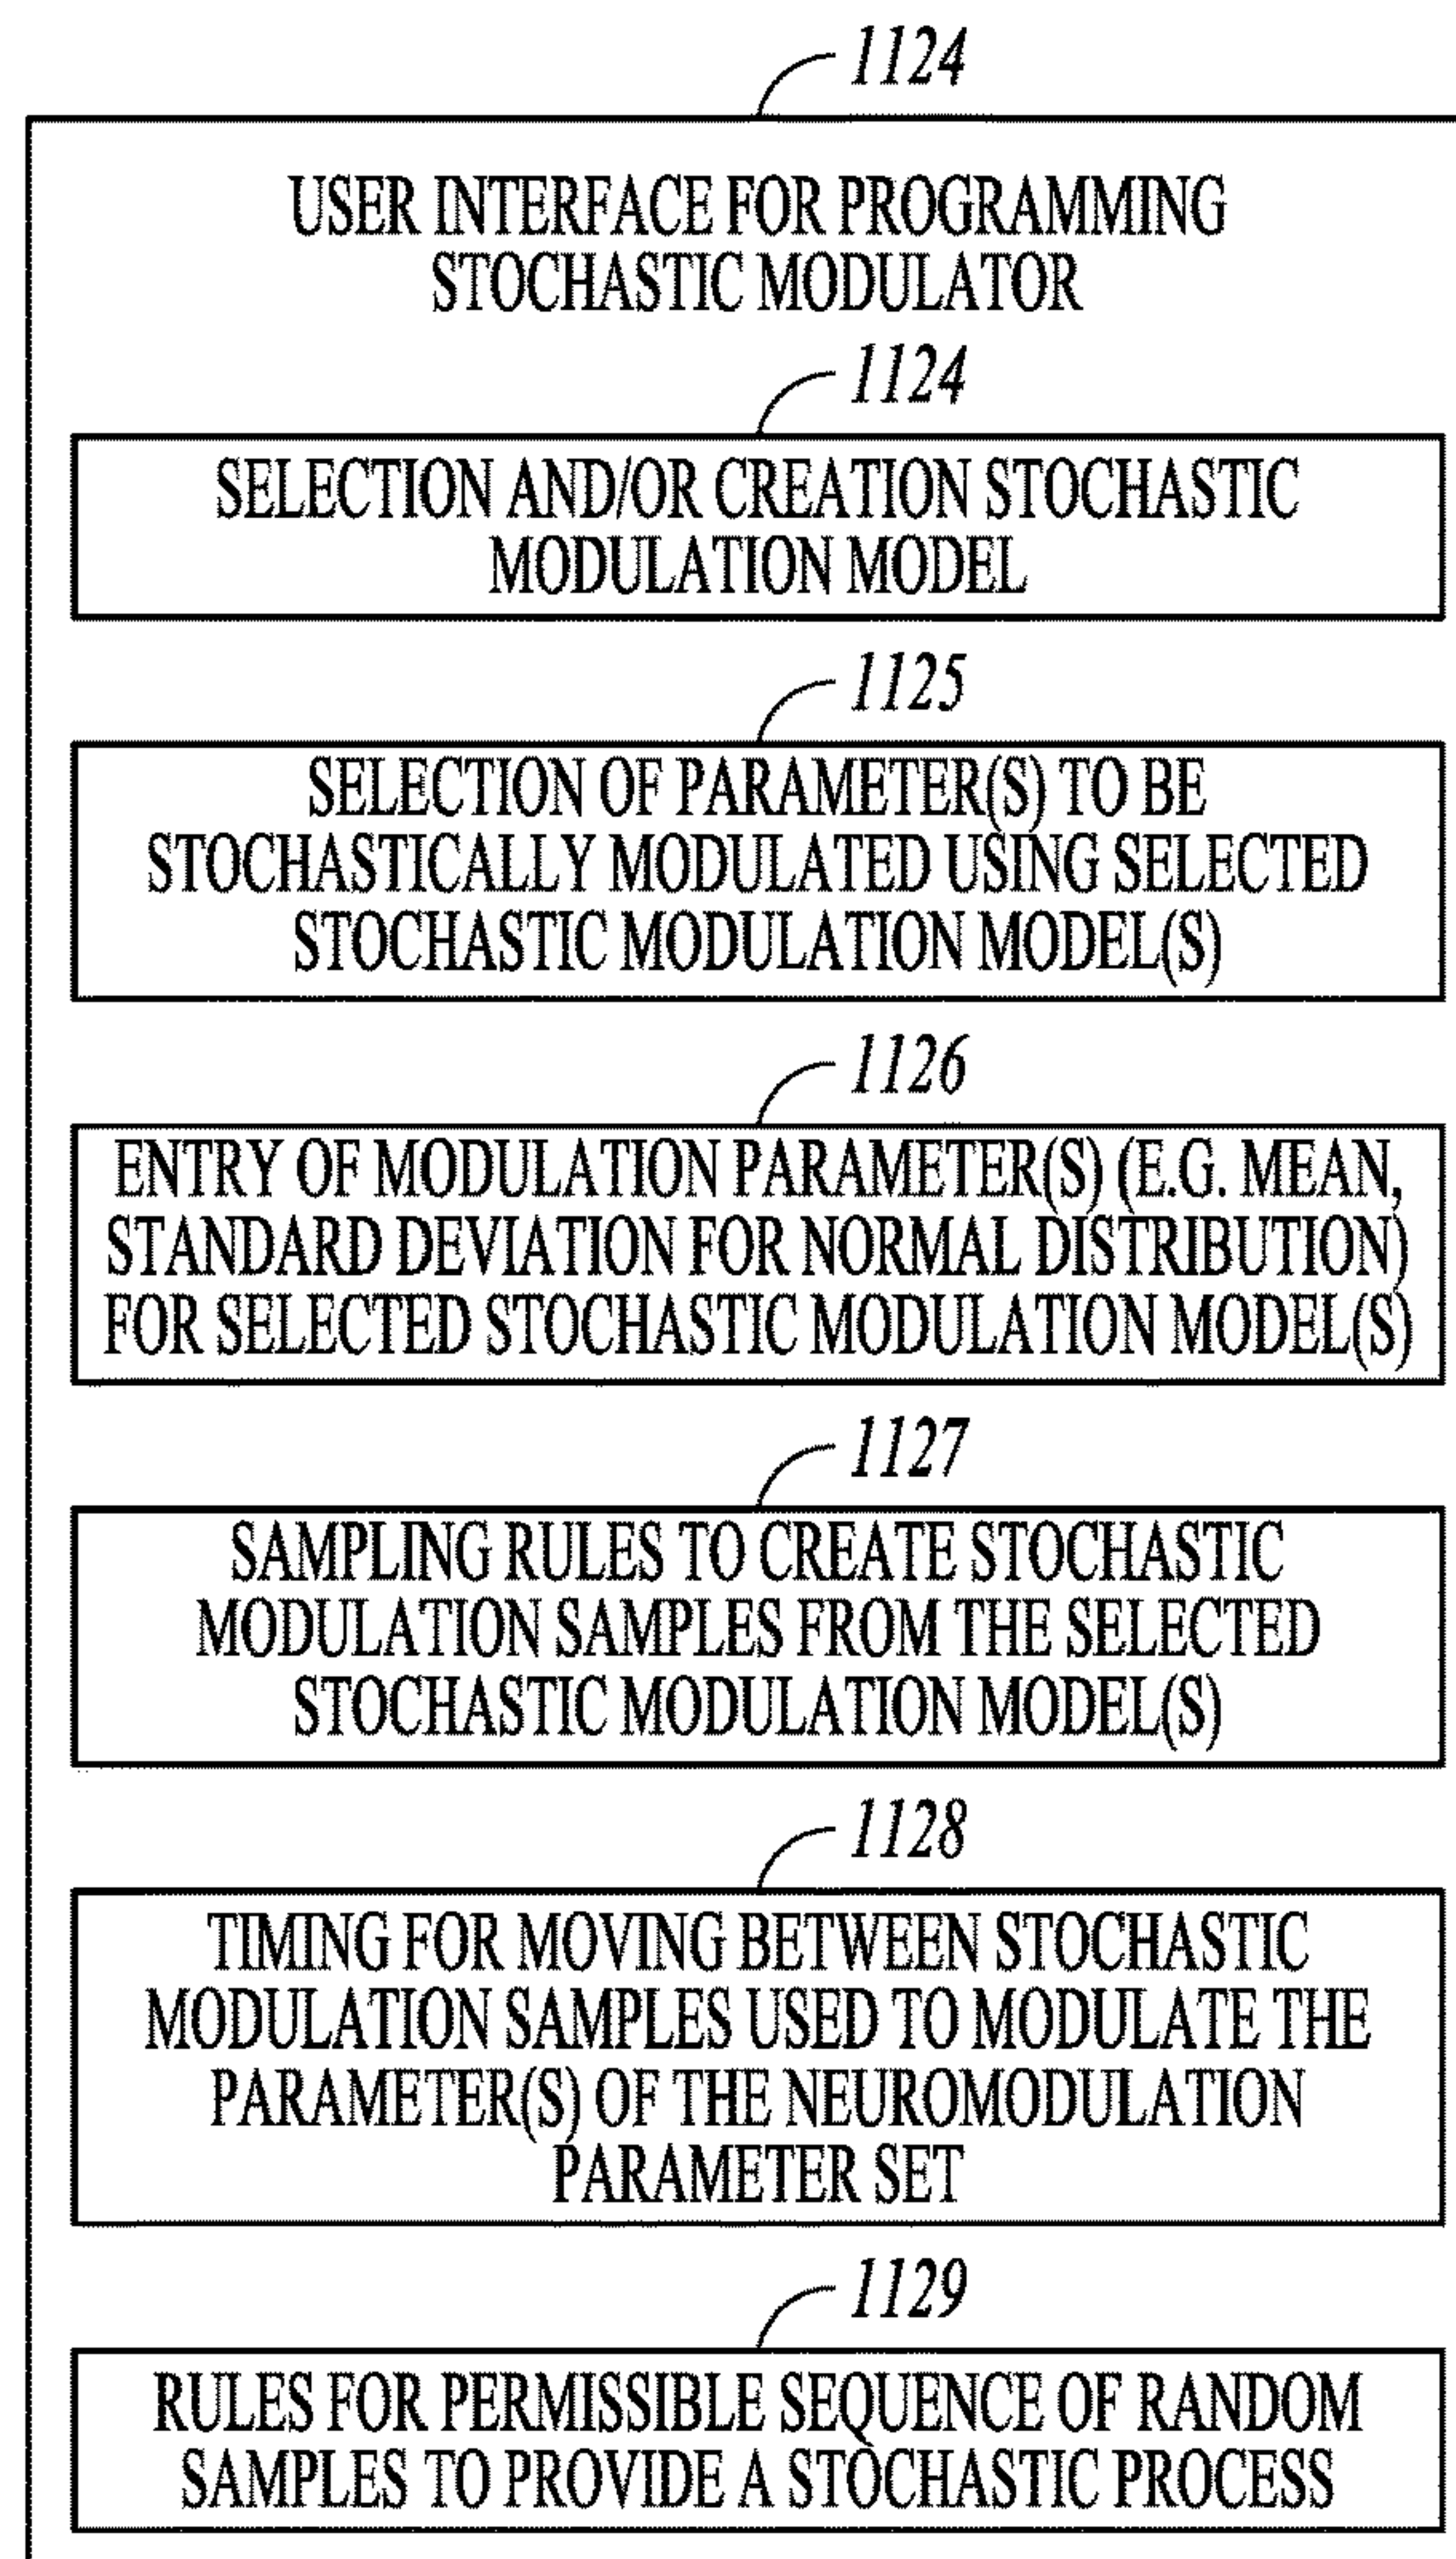 1124
USER INTERFACE FOR PROGRAMMING
STOCHASTIC MODULATOR
1124
SELECTION AND/OR CREATION STOCHASTIC
MODULATION MODEL
1125
SELECTION OF PARAMETER(S) TO BE
STOCHASTICALLY MODULATED USING SELECTED
STOCHASTIC MODULATION MODEL(S)
1126
ENTRY OF MODULATION PARAMETER(S) (E.G. MEAN,
STANDARD DEVIATION FOR NORMAL DISTRIBUTION)
FOR SELECTED STOCHASTIC MODULATION MODEL(S)
1127
SAMPLING RULES TO CREATE STOCHASTIC
MODULATION SAMPLES FROM THE SELECTED
STOCHASTIC MODULATION MODEL(S)
1128
TIMING FOR MOVING BETWEEN STOCHASTIC
MODULATION SAMPLES USED TO MODULATE THE
PARAMETER(S) OF THE NEUROMODULATION
PARAMETER SET
1129
RULES FOR PERMISSIBLE SEQUENCE OF RANDOM
SAMPLES TO PROVIDE A STOCHASTIC PROCESS